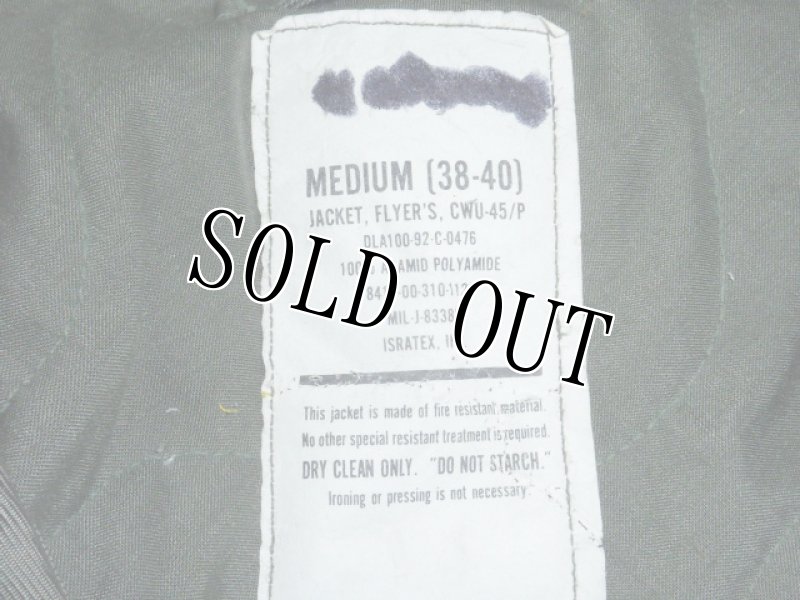 MEDIUM (38-40)
JACKET, FLYER'S, CWU-45/P
DLA100-92-C-0476
POLYAMIDE
ISRATEX,
SOLD OUT
This jacket is made of fire resistant material.
No other special resistant treatment is required.
DRY CLEAN ONLY. "DO NOT STARCH."
Ironing or pressing is not necessary.